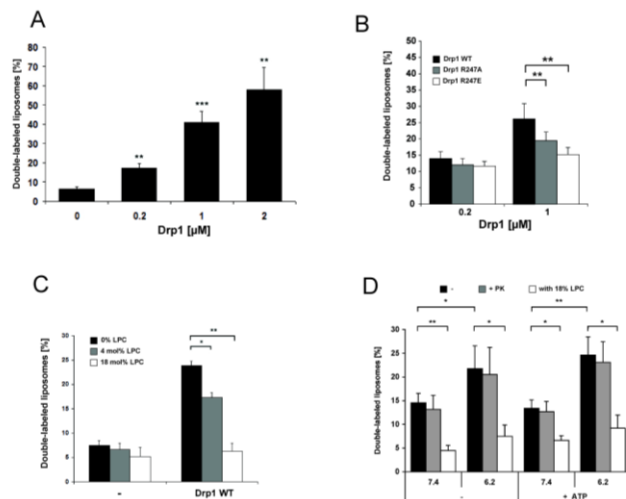 A
Double-labeled liposomes [%]
80
70
60
50
40
30
20
10
0
**
***
**
0 0.2 1 2
Drp1 [µM]
B
Double-labeled liposomes [%]
50
45
40
35
30
25
20
15
10
5
0
Drp1 WT
Drp1 R247A
Drp1 R247E
**
**
0.2 1
Drp1 [µM]
C
Double-labeled liposomes [%]
30
25
20
15
10
5
0
0% LPC
4 mol% LPC
18 mol% LPC
**
*
- Drp1 WT
D
- + PK with 18% LPC
Double-labeled liposomes [%]
30
25
20
15
10
5
0
* **
** * * *
7.4 6.2 7.4 6.2
- + ATP